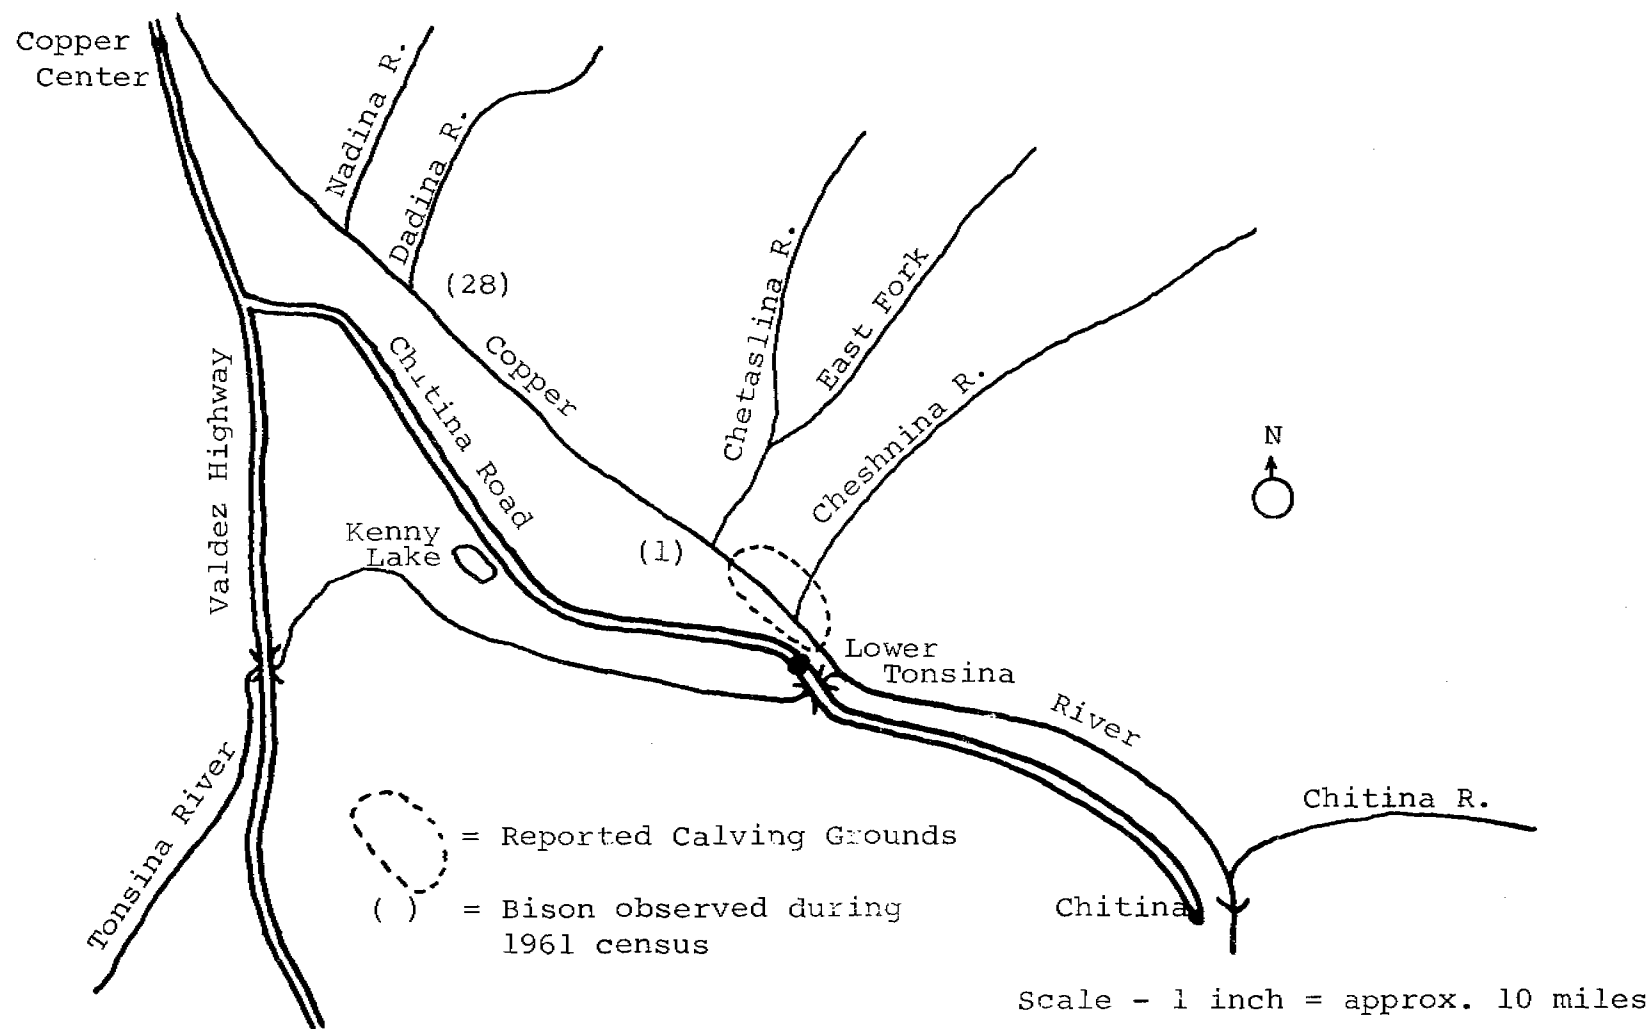 Copper
Center
Nadina R.
Dadina R.
(28)
Chetaslina R.
East Fork
Cheshnina R.
Copper
Chitina Road
Valdez Highway
N
Kenny
Lake
(1)
Lower
Tonsina
River
Tonsina River
Chitina R.
= Reported Calving Grounds
( ) = Bison observed during
1961 census
Chitina
Scale - 1 inch = approx. 10 miles